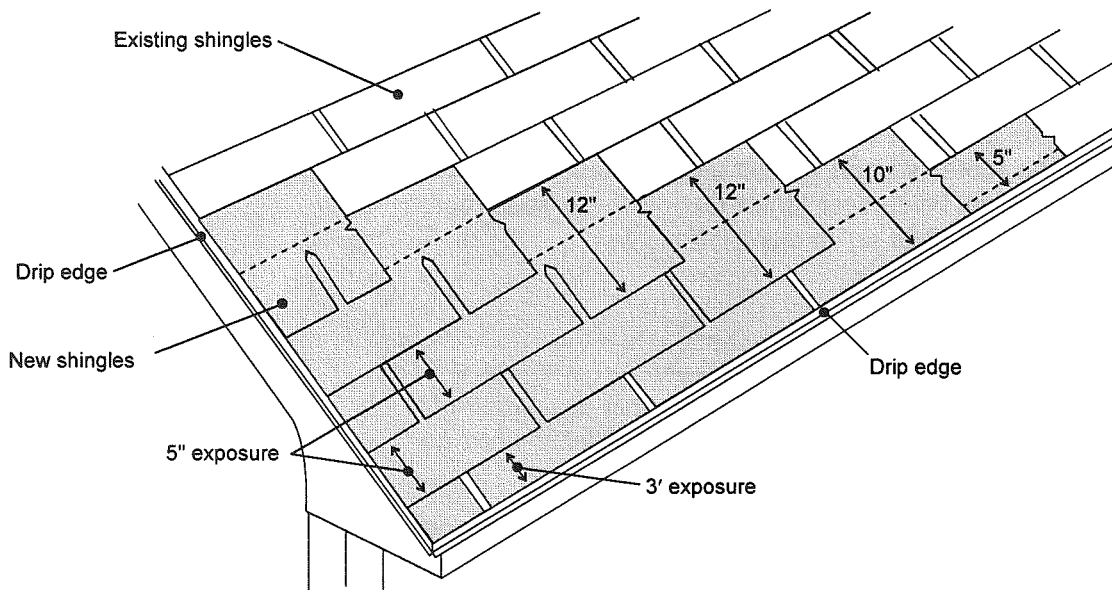 Existing shingles
5"
10"
12"
12"
Drip edge
New shingles
Drip edge
5" exposure
3' exposure